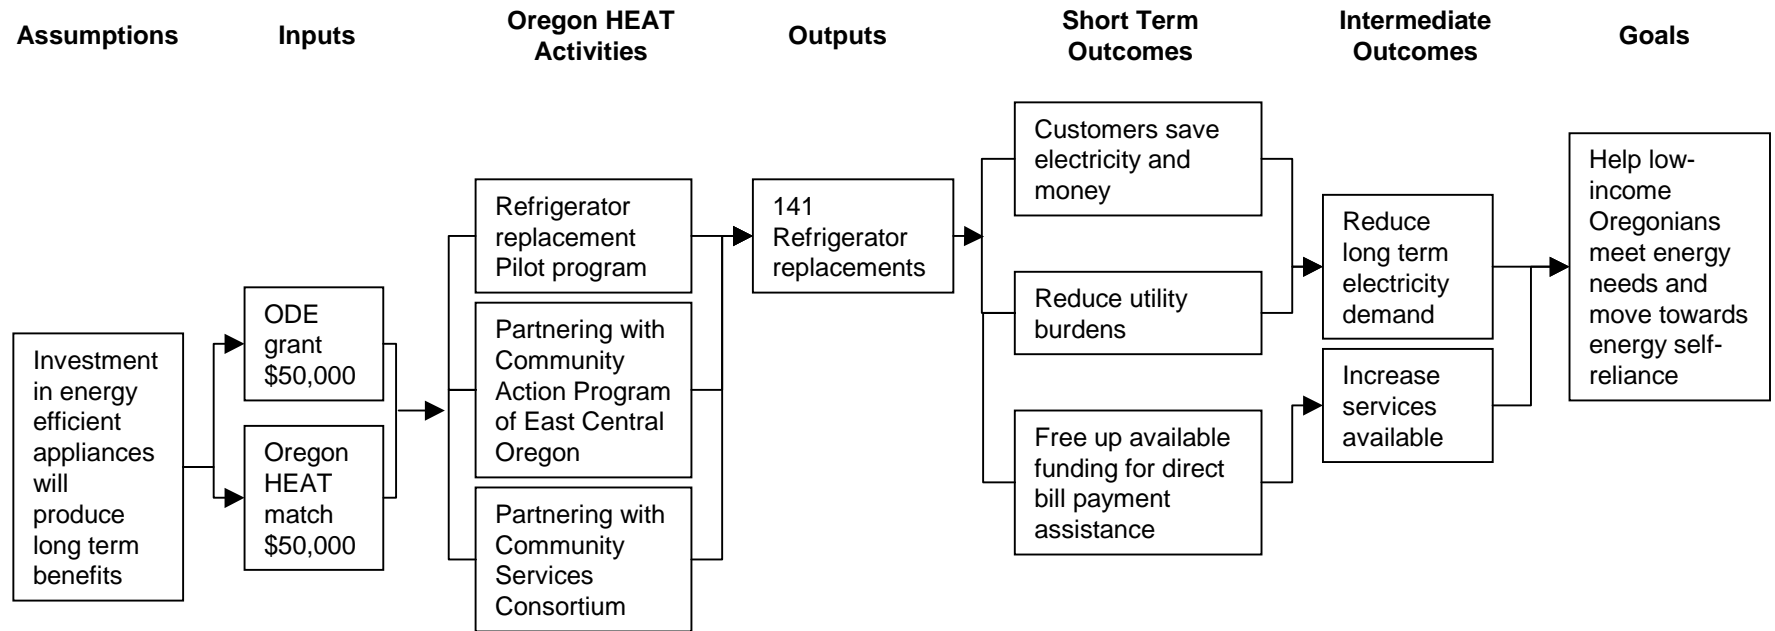 Assumptions
Inputs
Oregon HEAT
Activities
Outputs
Short Term
Outcomes
Intermediate
Outcomes
Goals
Investment
in energy
efficient
appliances
will
produce
long term
benefits
ODE
grant
$50,000
Oregon
HEAT
match
$50,000
Refrigerator
replacement
Pilot program
Partnering with
Community
Action Program
of East Central
Oregon
Partnering with
Community
Services
Consortium
141
Refrigerator
replacements
Customers save
electricity and
money
Reduce utility
burdens
Free up available
funding for direct
bill payment
assistance
Reduce
long term
electricity
demand
Increase
services
available
Help low-
income
Oregonians
meet energy
needs and
move towards
energy self-
reliance